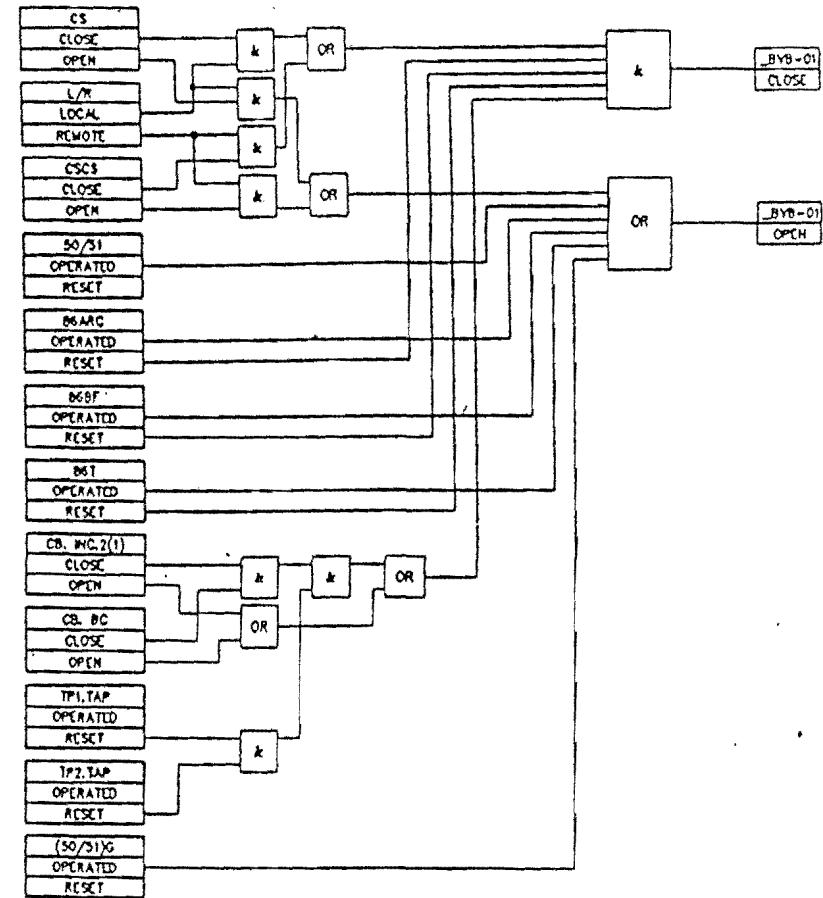 CS
CLOSE
OPEN
L/R
LOCAL
REMOTE
CSCS
CLOSE
OPEN
50/51
OPERATED
RESET
86ARC
OPERATED
RESET
86BF
OPERATED
RESET
86T
OPERATED
RESET
CB. INC.2(1)
CLOSE
OPEN
CB. BC
CLOSE
OPEN
TP1.TAP
OPERATED
RESET
TP2.TAP
OPERATED
RESET
(50/51)G
OPERATED
RESET
&
OR
&
&
&
OR
&
&
OR
OR
&
&
OR
_BYB-01
CLOSE
_BYB-01
OPEN